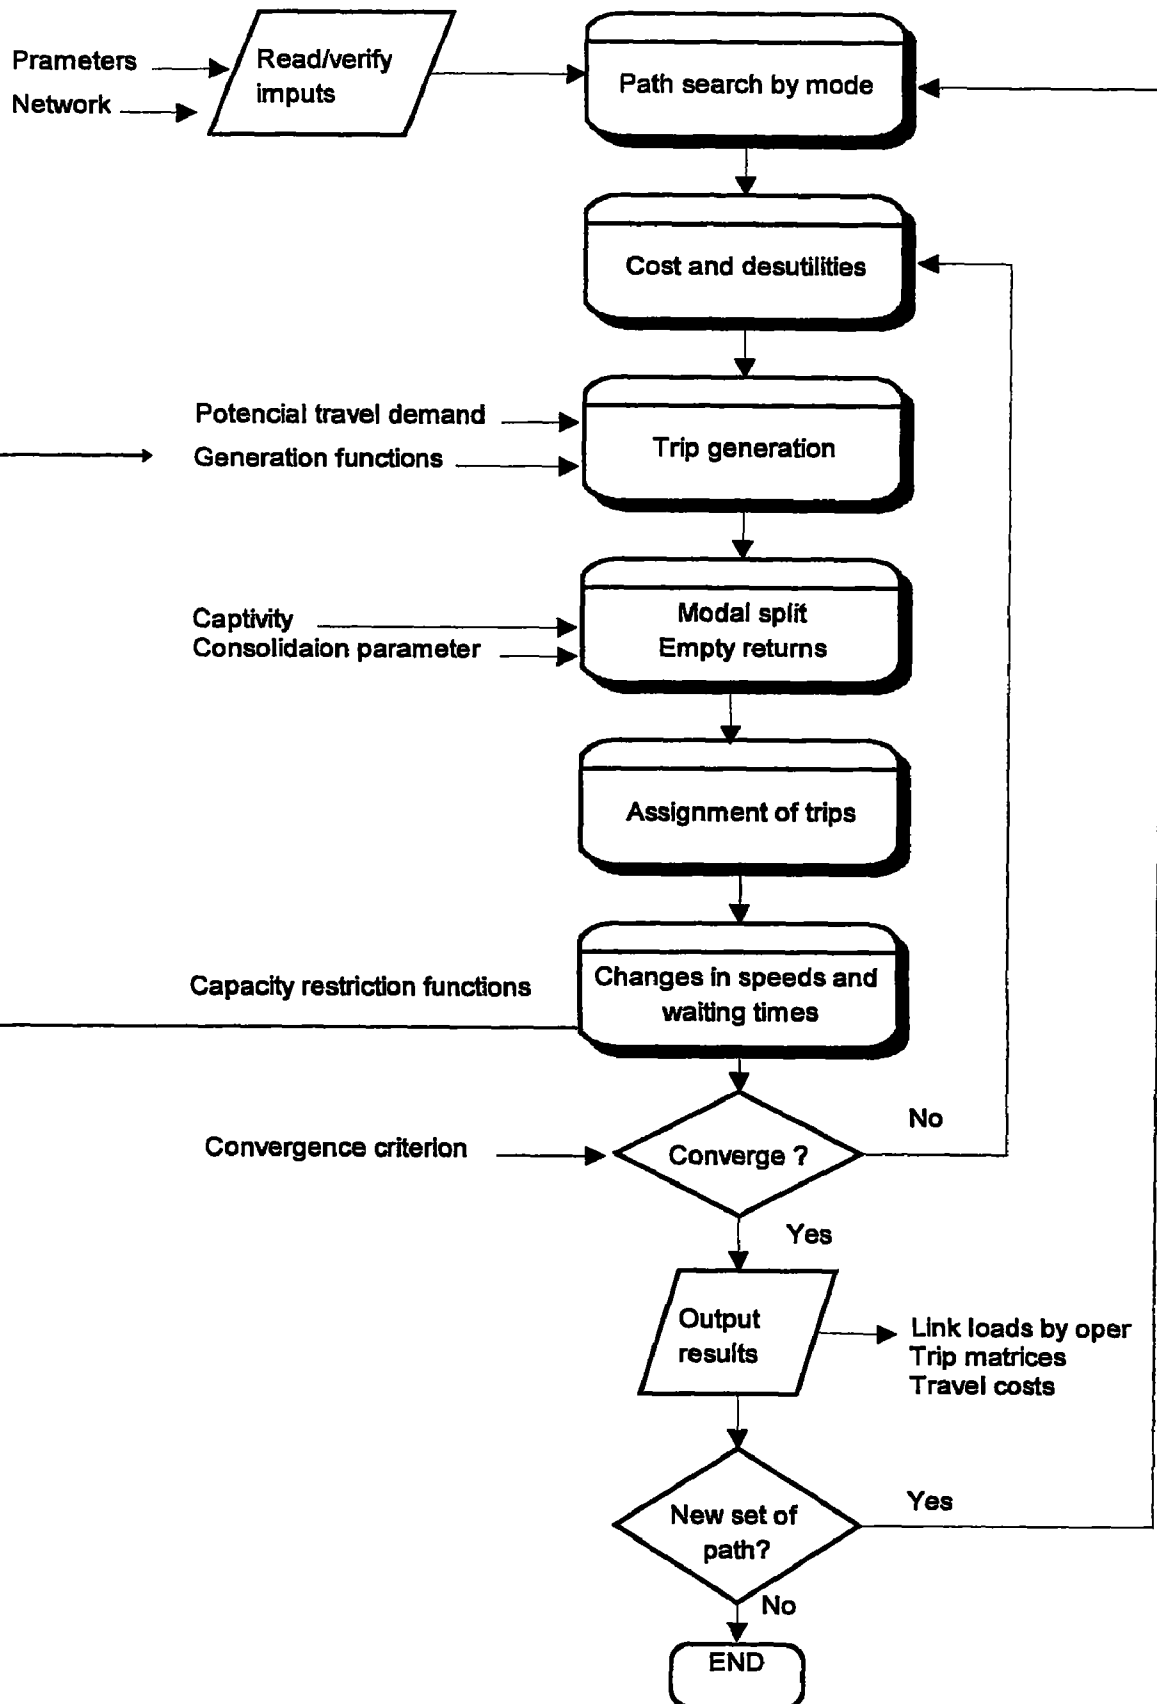 Prameters
Network
Read/verify
imputs
Path search by mode
Cost and desutilities
Potencial travel demand
Generation functions
Trip generation
Captivity
Consolidaion parameter
Modal split
Empty returns
Assignment of trips
Capacity restriction functions
Changes in speeds and
waiting times
Convergence criterion
Converge ?
No
Yes
Output
results
Link loads by oper
Trip matrices
Travel costs
New set of
path?
Yes
No
END